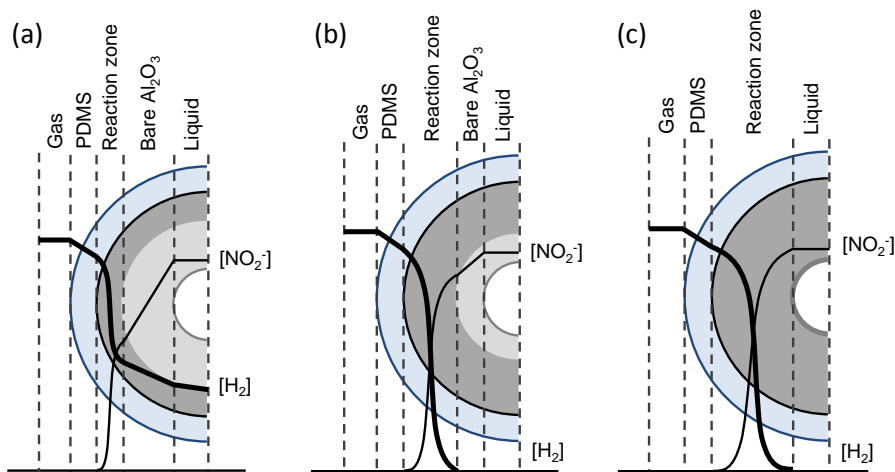 (a)
Gas
PDMS
Reaction zone
Bare Al₂O₃
Liquid
[NO₂⁻]
[H₂]
(b)
Gas
PDMS
Reaction zone
Bare Al₂O₃
Liquid
[NO₂⁻]
[H₂]
(c)
Gas
PDMS
Reaction zone
Liquid
[NO₂⁻]
[H₂]